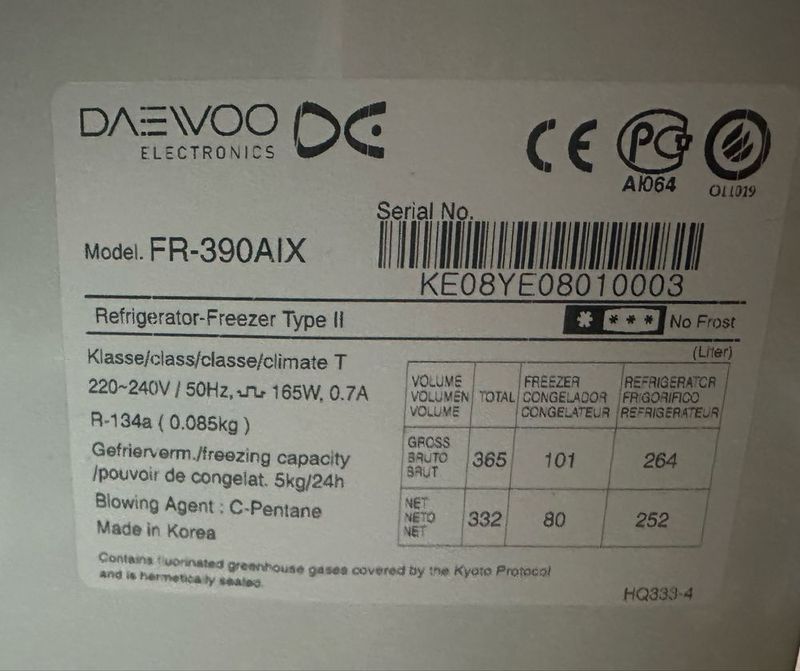 DAEWOO
ELECTRONICS
CE
PC
АЮ64
OLL019
Serial No.
Model. FR-390AIX
KE08YE08010003
Refrigerator-Freezer Type II
* *** No Frost
(Liter)
Klasse/class/classe/climate T
220~240V / 50Hz, 165W, 0.7A
R-134a ( 0.085kg )
Gefrierverm./freezing capacity
/pouvoir de congelat. 5kg/24h
Blowing Agent : C-Pentane
Made in Korea
VOLUME
VOLUMEN
VOLUME
TOTAL
FREEZER
CONGELADOR
CONGELATEUR
REFRIGERATOR
FRIGORIFICO
REFRIGERATEUR
GROSS
BRUTO
BRUT
365 101 264
NET
NETO
NET
332 80 252
Contains fluorinated greenhouse gases covered by the Kyoto Protocol
and is hermetically sealed.
HQ333-4